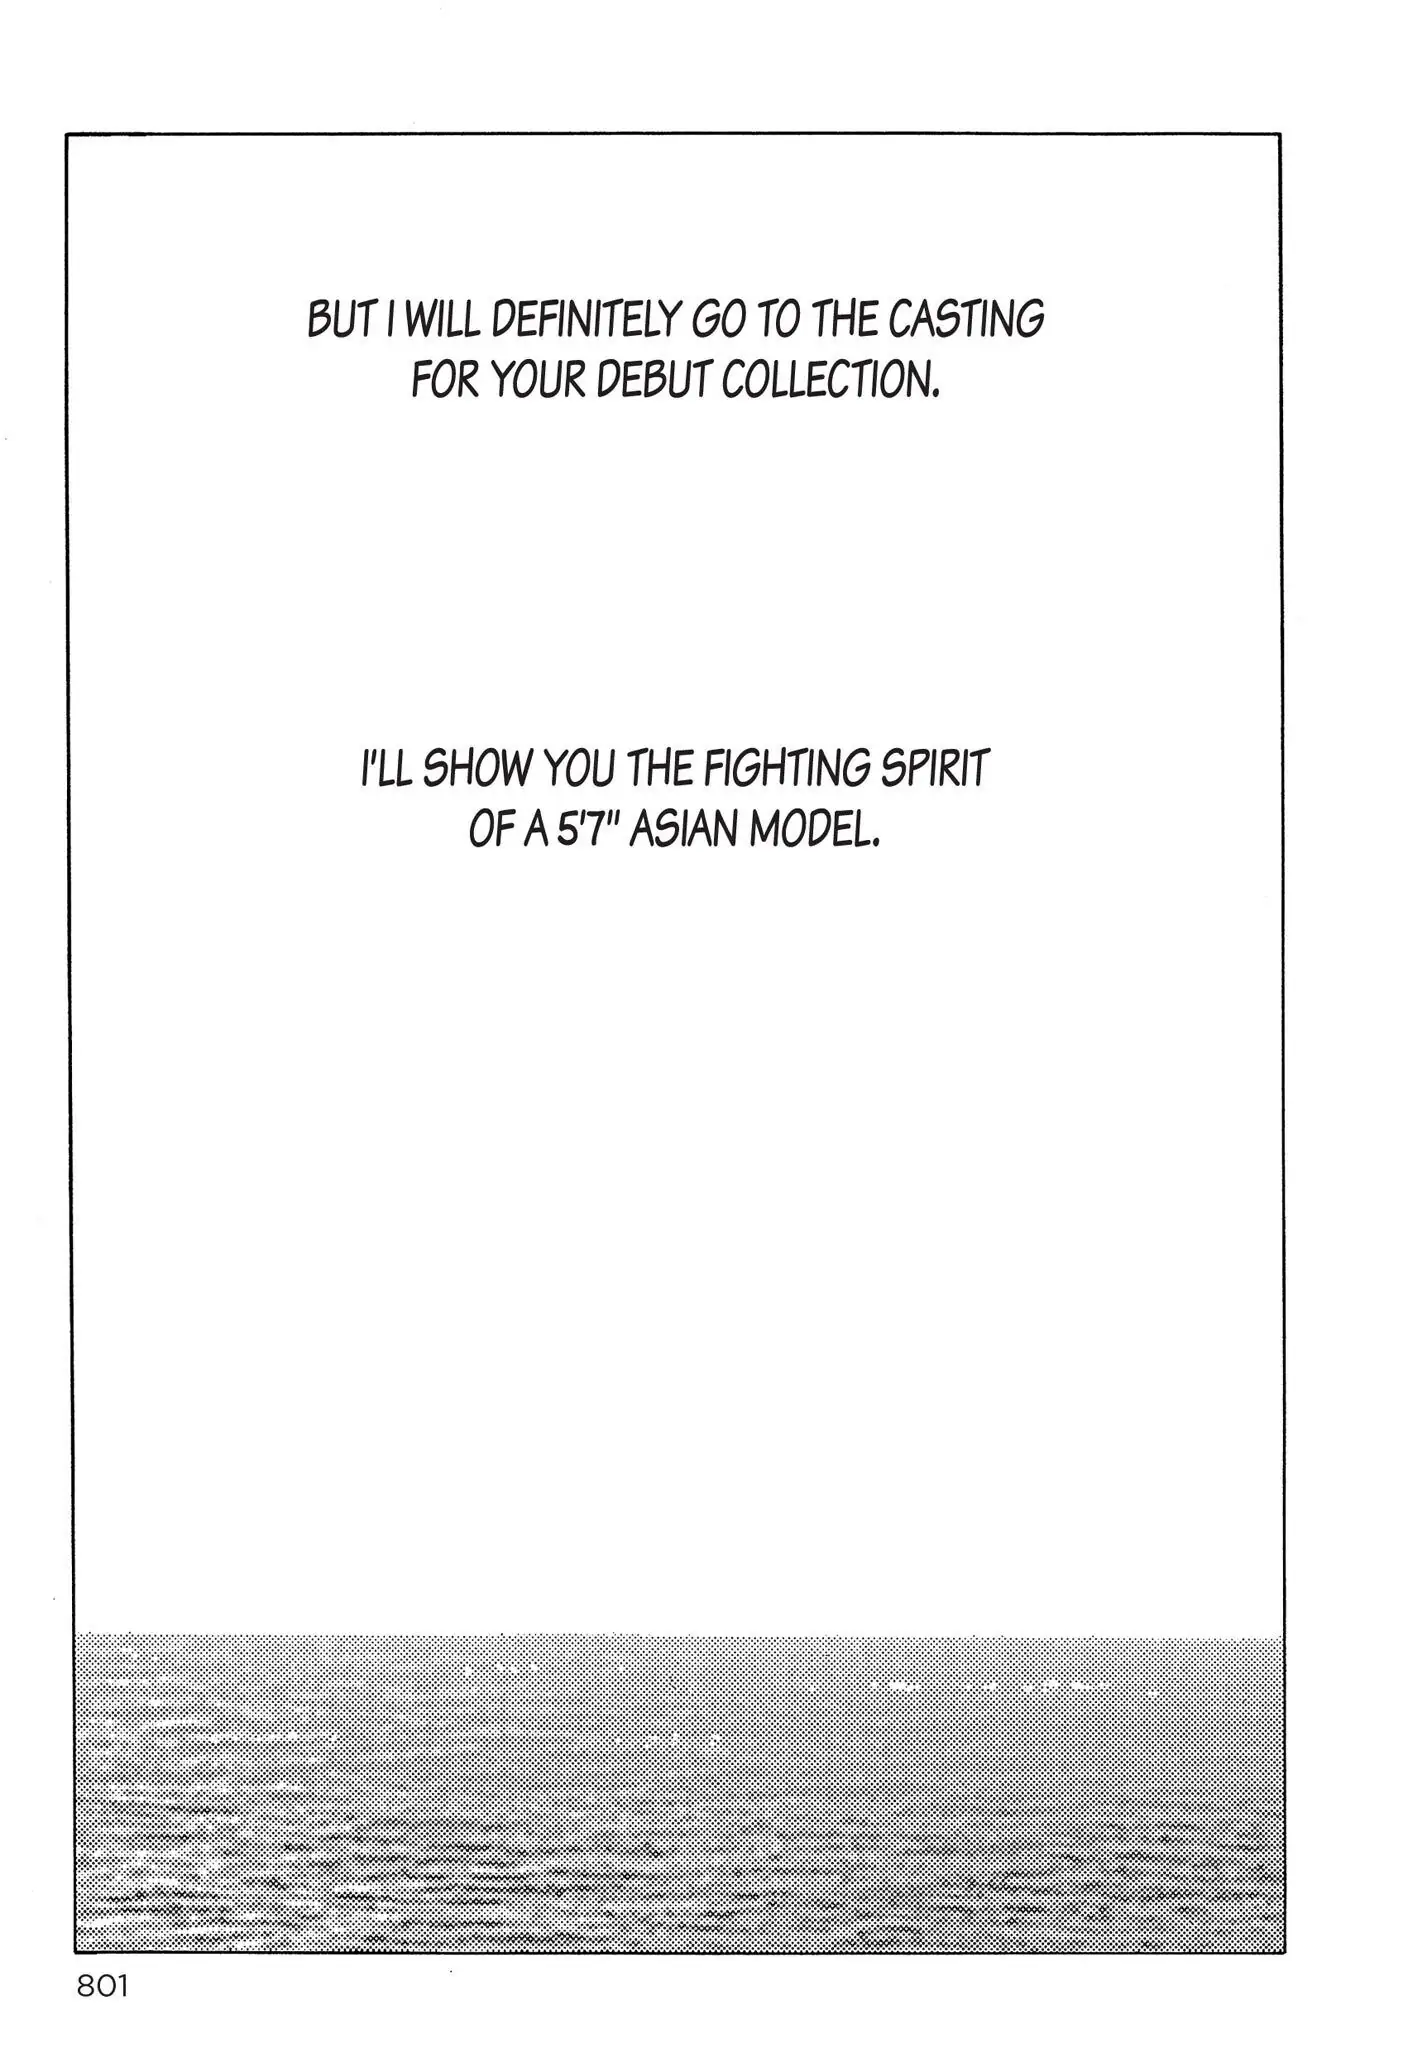 BUT I WILL DEFINITELY GO TO THE CASTING
FOR YOUR DEBUT COLLECTION.
I'LL SHOW YOU THE FIGHTING SPIRIT
OF A 5'7" ASIAN MODEL.
801